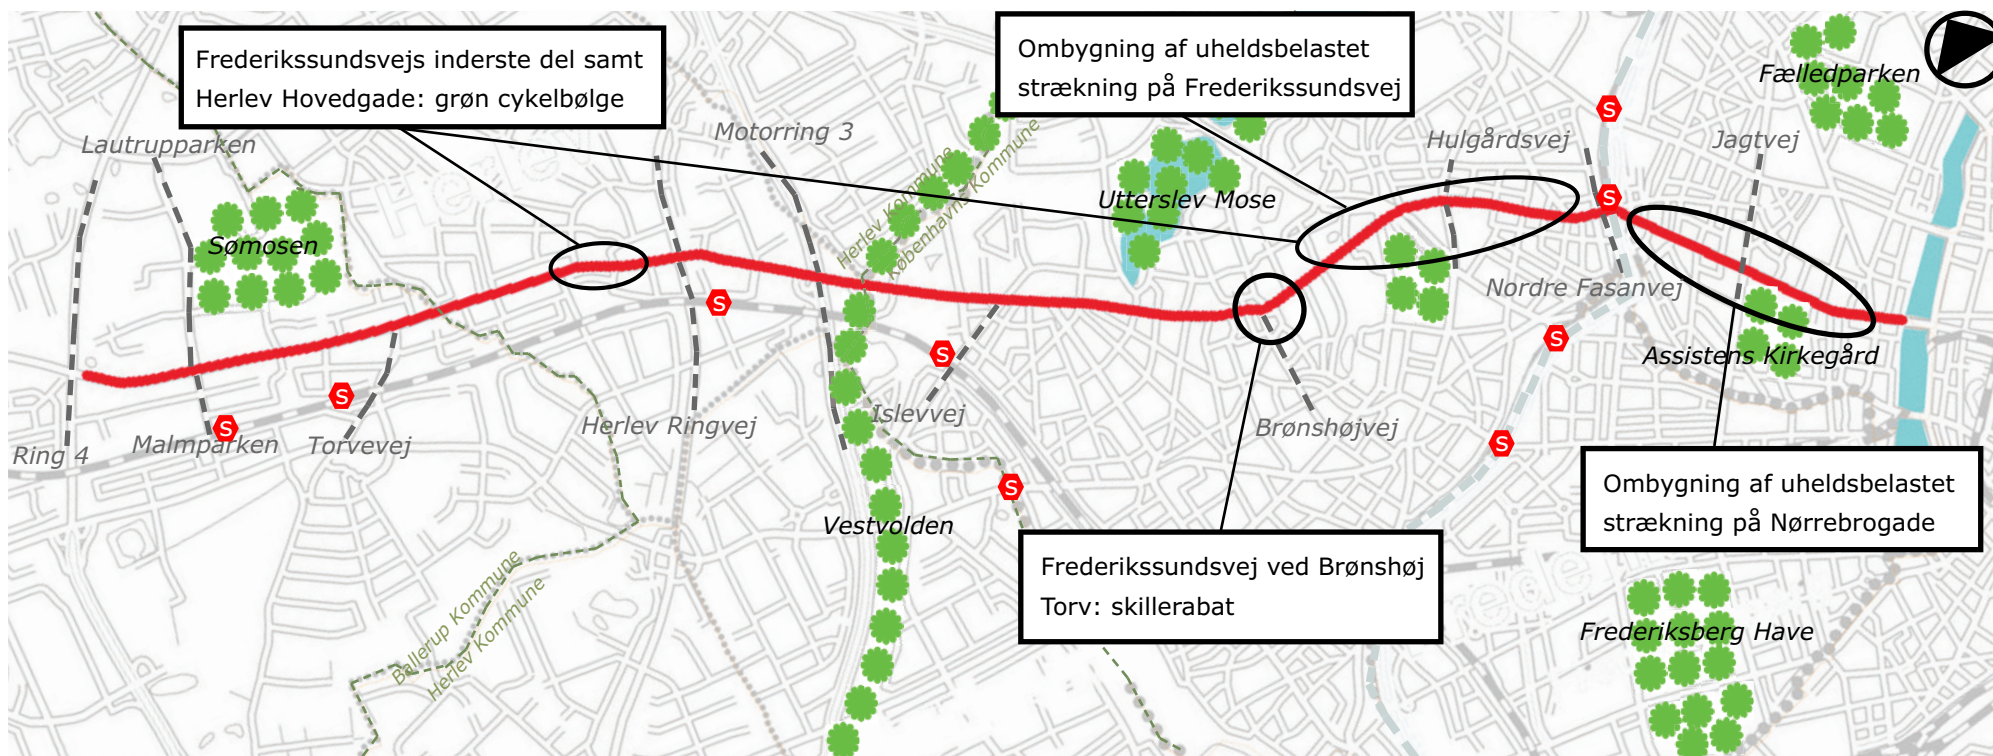 Frederikssundsvejs inderste del samt
Herlev Hovedgade: grøn cykelbølge
Ombygning af uheldsbelastet
strækning på Frederikssundsvej
Fælledparken
S
Lautrupparken
Motorring 3
Hulgårdsvej
Jagtvej
Herlev Kommune
Københavns Kommune
Utterslev Mose
S
Sømosen
S
Nordre Fasanvej
S
S
Assistens Kirkegård
S
Islevvej
Brønshøjvej
Herlev Ringvej
S
Malmparken
Torvevej
Ring 4
S
S
Ombygning af uheldsbelastet
strækning på Nørrebrogade
Vestvolden
Frederikssundsvej ved Brønshøj
Torv: skillerabat
Ballerup Kommune
Herlev Kommune
Frederiksberg Have